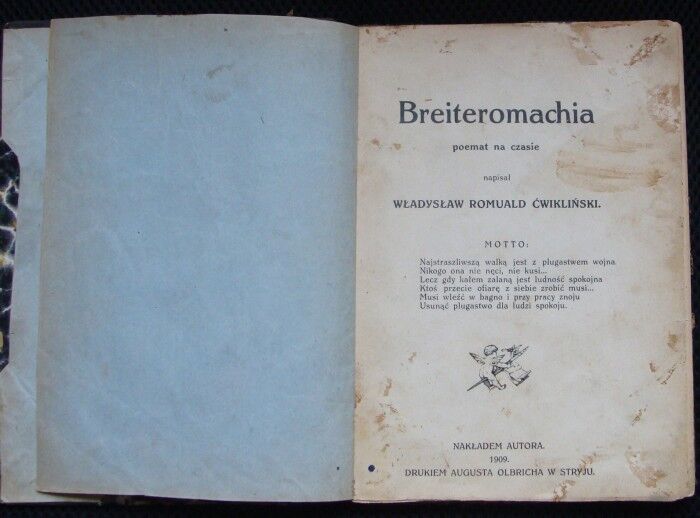 Breiteromachia
poemat na czasie
napisał
WŁADYSŁAW ROMUALD ĆWIKLIŃSKI.
MOTTO:
Najstraszliwszą walką jest z plugastwem wojna
Nikogo ona nie nęci, nie kusi...
Lecz gdy kałem zalaną jest ludność spokojna
Ktoś przecie ofiarę z siebie zrobić musi...
Musi wleźć w bagno i przy pracy znoju
Usunąć plugastwo dla ludzi spokoju.
NAKŁADEM AUTORA.
1909.
DRUKIEM AUGUSTA OLBRICHA W STRYJU.